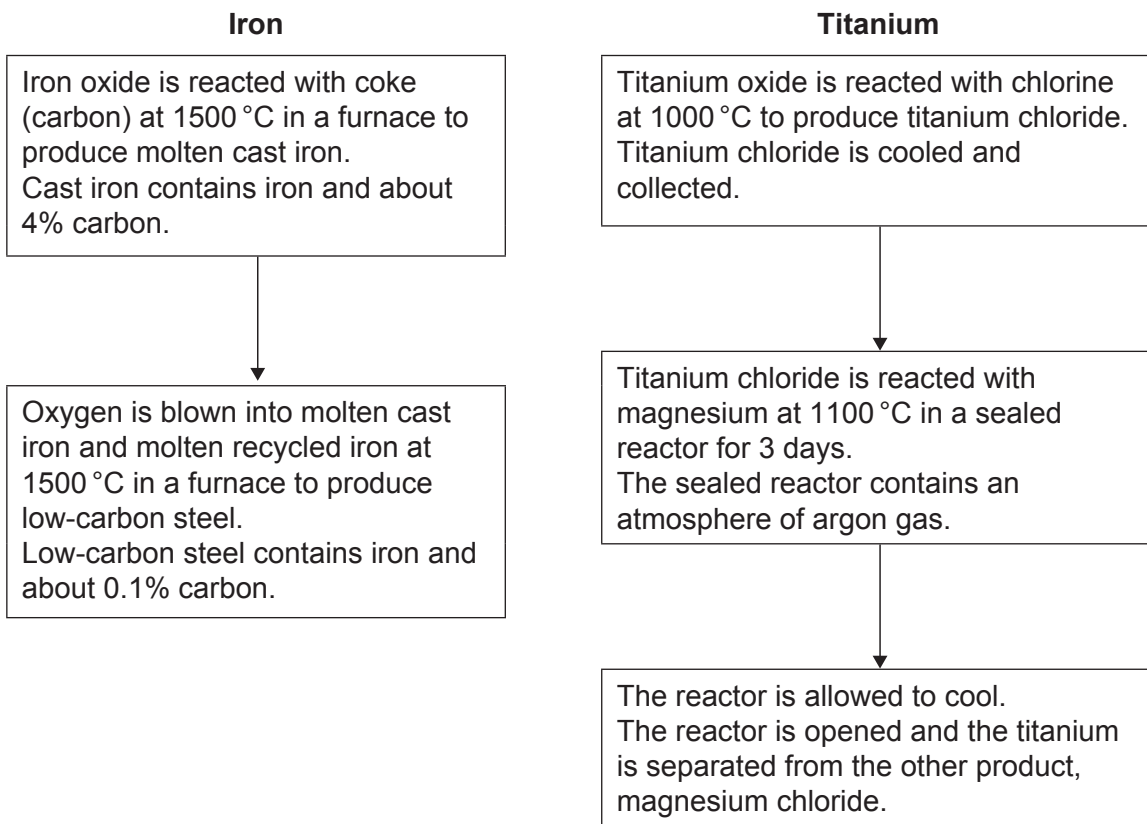 Iron
Iron oxide is reacted with coke
(carbon) at 1500 °C in a furnace to
produce molten cast iron.
Cast iron contains iron and about
4% carbon.
Oxygen is blown into molten cast
iron and molten recycled iron at
1500 °C in a furnace to produce
low-carbon steel.
Low-carbon steel contains iron and
about 0.1% carbon.
Titanium
Titanium oxide is reacted with chlorine
at 1000 °C to produce titanium chloride.
Titanium chloride is cooled and
collected.
Titanium chloride is reacted with
magnesium at 1100 °C in a sealed
reactor for 3 days.
The sealed reactor contains an
atmosphere of argon gas.
The reactor is allowed to cool.
The reactor is opened and the titanium
is separated from the other product,
magnesium chloride.